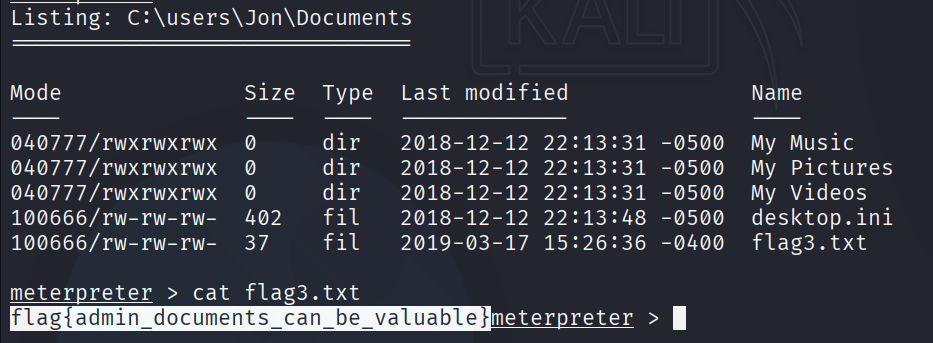 Listing: C:\users\Jon\Documents
===============================
Mode Size Type Last modified Name
---- ---- ---- ------------- ----
040777/rwxrwxrwx 0 dir 2018-12-12 22:13:31 -0500 My Music
040777/rwxrwxrwx 0 dir 2018-12-12 22:13:31 -0500 My Pictures
040777/rwxrwxrwx 0 dir 2018-12-12 22:13:31 -0500 My Videos
100666/rw-rw-rw- 402 fil 2018-12-12 22:13:48 -0500 desktop.ini
100666/rw-rw-rw- 37 fil 2019-03-17 15:26:36 -0400 flag3.txt
meterpreter > cat flag3.txt
flag{admin_documents_can_be_valuable}meterpreter >
KALI